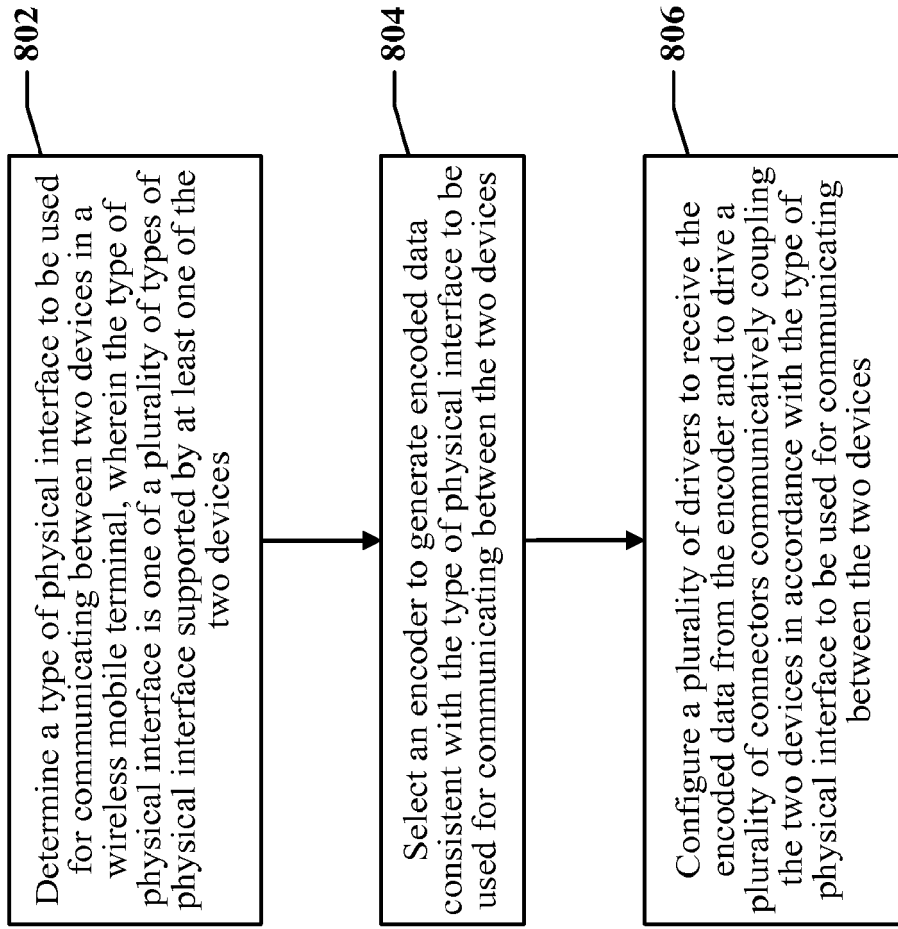 802
Determine a type of physical interface to be used
for communicating between two devices in a
wireless mobile terminal, wherein the type of
physical interface is one of a plurality of types of
physical interface supported by at least one of the
two devices
804
Select an encoder to generate encoded data
consistent with the type of physical interface to be
used for communicating between the two devices
806
Configure a plurality of drivers to receive the
encoded data from the encoder and to drive a
plurality of connectors communicatively coupling
the two devices in accordance with the type of
physical interface to be used for communicating
between the two devices